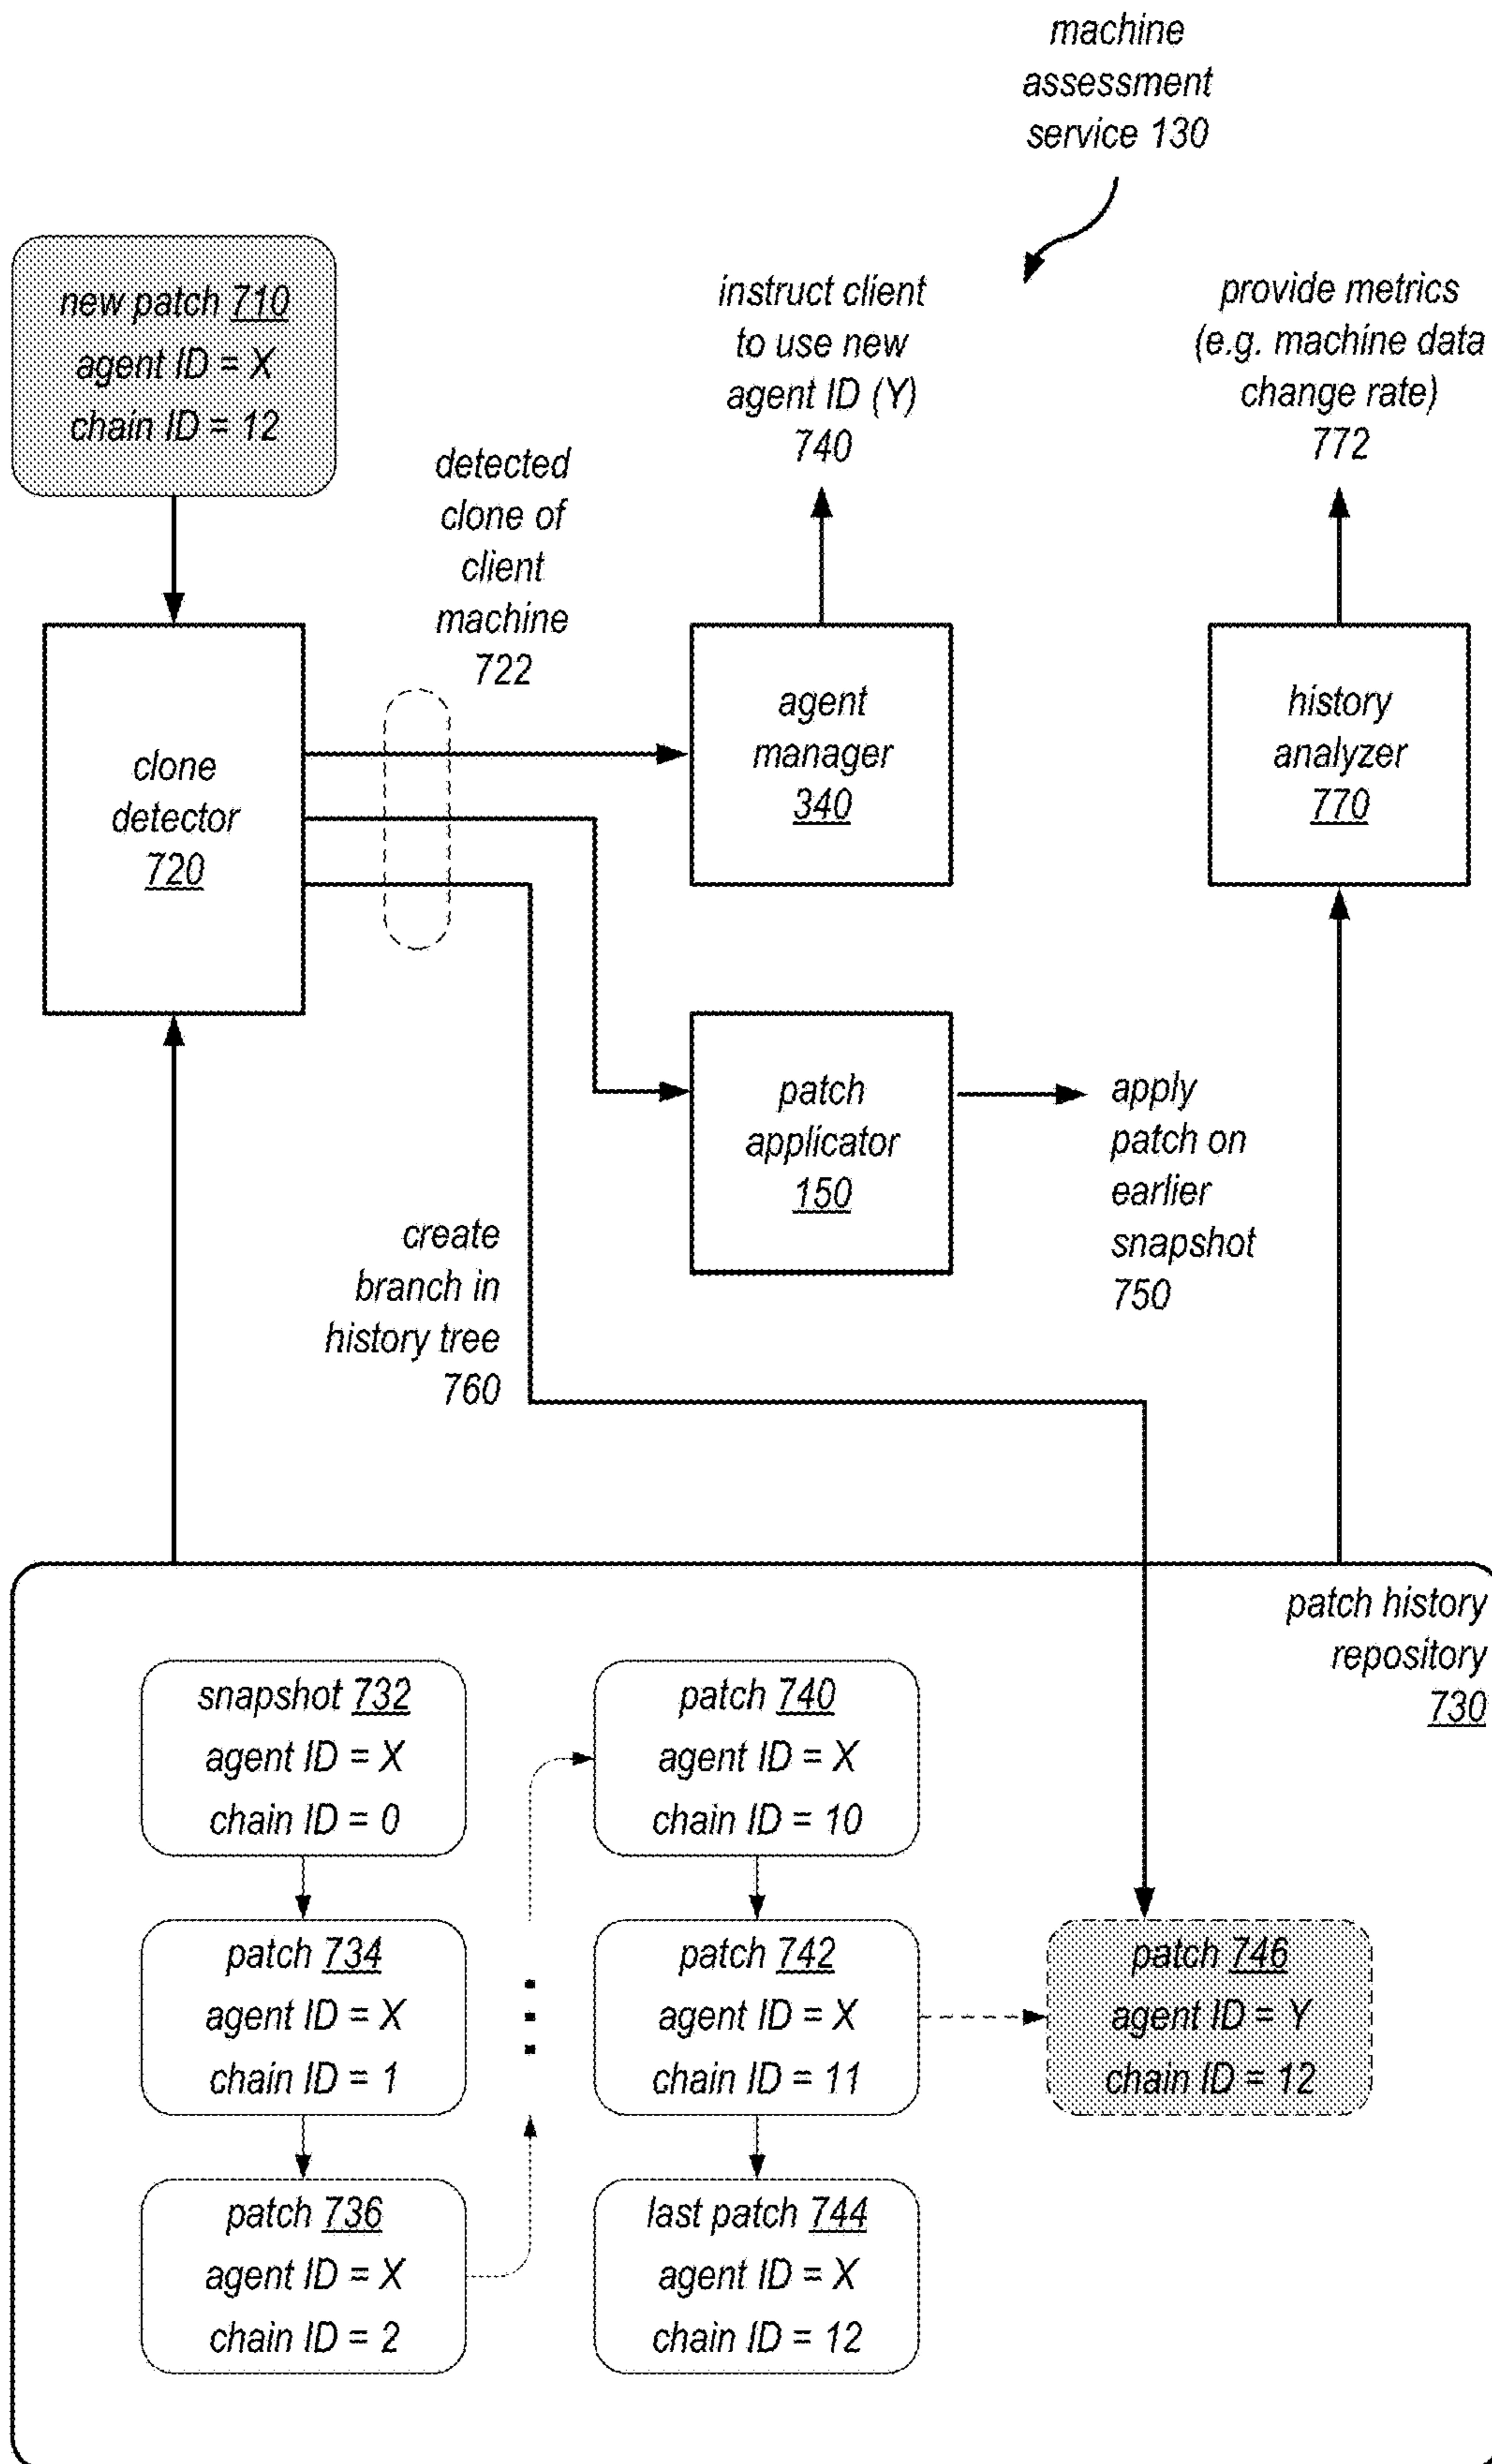 machine
assessment
service 130
new patch 710
agent ID = X
chain ID = 12
instruct client
to use new
agent ID (Y)
740
provide metrics
(e.g. machine data
change rate)
772
detected
clone of
client
machine
722
clone
detector
720
agent
manager
340
history
analyzer
770
patch
applicator
150
apply
patch on
earlier
snapshot
750
create
branch in
history tree
760
patch history
repository
730
snapshot 732
agent ID = X
chain ID = 0
patch 740
agent ID = X
chain ID = 10
patch 734
agent ID = X
chain ID = 1
patch 742
agent ID = X
chain ID = 11
patch 746
agent ID = Y
chain ID = 12
patch 736
agent ID = X
chain ID = 2
last patch 744
agent ID = X
chain ID = 12